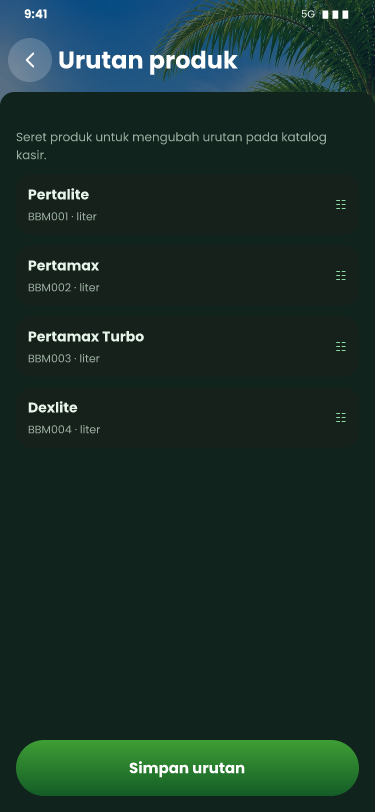 9:41
5G
Urutan produk
Seret produk untuk mengubah urutan pada katalog
kasir.
Pertalite
BBM001 · liter
Pertamax
BBM002 · liter
Pertamax Turbo
BBM003 · liter
Dexlite
BBM004 · liter
Simpan urutan